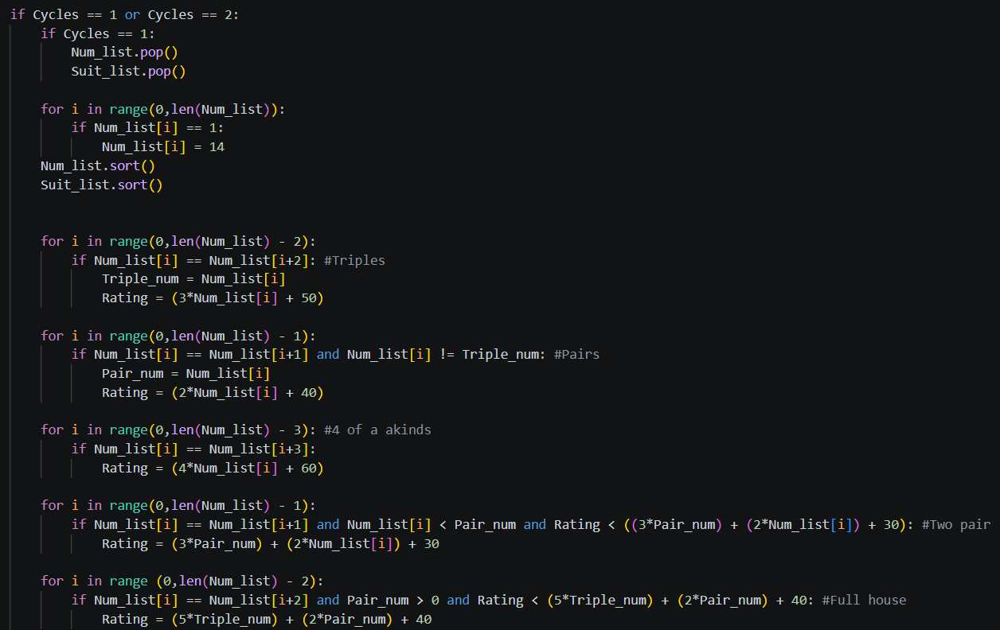 if Cycles == 1 or Cycles == 2:
    if Cycles == 1:
        Num_list.pop()
        Suit_list.pop()

    for i in range(0,len(Num_list)):
        if Num_list[i] == 1:
            Num_list[i] = 14
    Num_list.sort()
    Suit_list.sort()


    for i in range(0,len(Num_list) - 2):
        if Num_list[i] == Num_list[i+2]: #Triples
            Triple_num = Num_list[i]
            Rating = (3*Num_list[i] + 50)

    for i in range(0,len(Num_list) - 1):
        if Num_list[i] == Num_list[i+1] and Num_list[i] != Triple_num: #Pairs
            Pair_num = Num_list[i]
            Rating = (2*Num_list[i] + 40)

    for i in range(0,len(Num_list) - 3): #4 of a akinds
        if Num_list[i] == Num_list[i+3]:
            Rating = (4*Num_list[i] + 60)

    for i in range(0,len(Num_list) - 1):
        if Num_list[i] == Num_list[i+1] and Num_list[i] < Pair_num and Rating < ((3*Pair_num) + (2*Num_list[i]) + 30): #Two pair
            Rating = (3*Pair_num) + (2*Num_list[i]) + 30

    for i in range (0,len(Num_list) - 2):
        if Num_list[i] == Num_list[i+2] and Pair_num > 0 and Rating < (5*Triple_num) + (2*Pair_num) + 40: #Full house
            Rating = (5*Triple_num) + (2*Pair_num) + 40